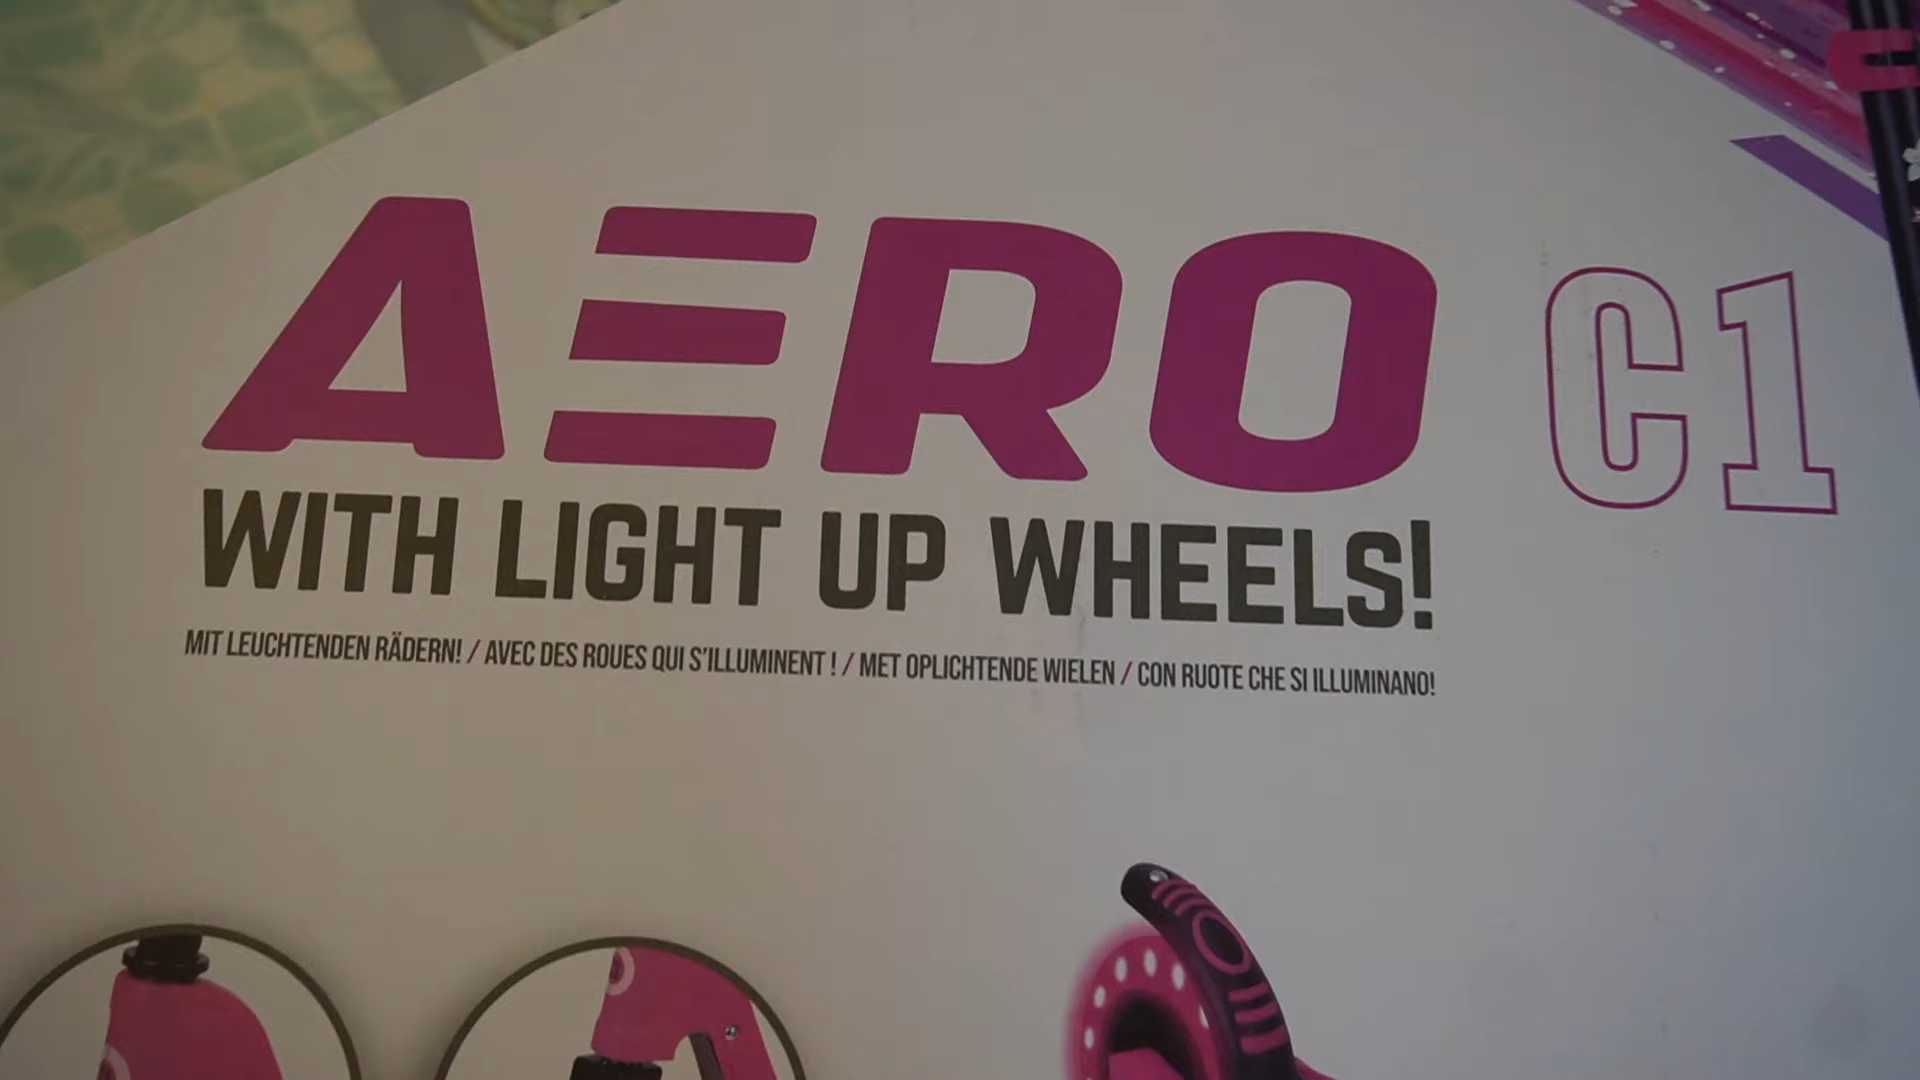 AERO C1
WITH LIGHT UP WHEELS!
MIT LEUCHTENDEN RÄDERN! / AVEC DES ROUES QUI S'ILLUMINENT ! / MET OPLICHTENDE WIELEN / CON RUOTE CHE SI ILLUMINANO!